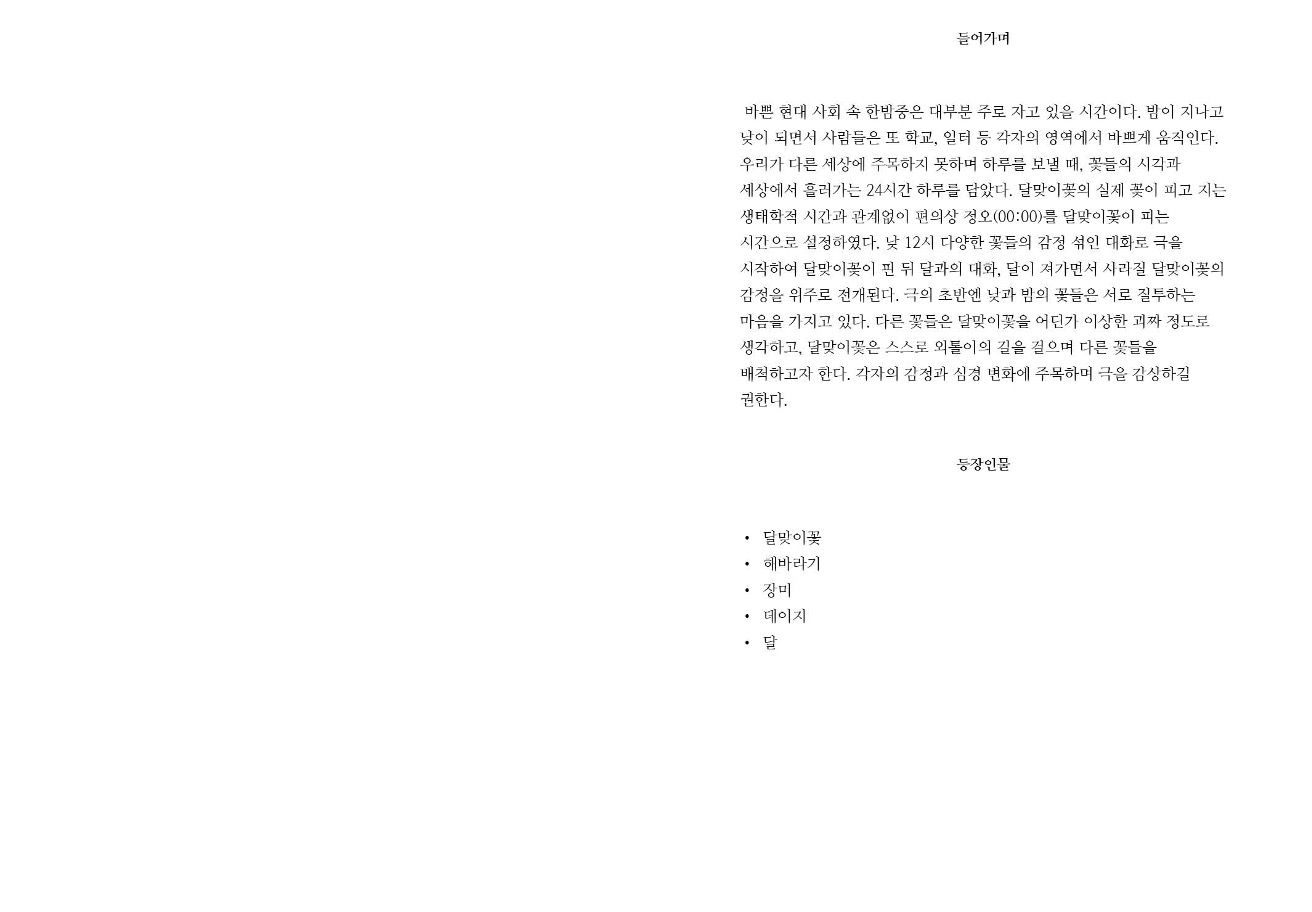 들어가며
바쁜 현대 사회 속 한밤중은 대부분 주로 자고 있을 시간이다. 밤이 지나고
낮이 되면서 사람들은 또 학교, 일터 등 각자의 영역에서 바쁘게 움직인다.
우리가 다른 세상에 주목하지 못하며 하루를 보낼 때, 꽃들의 시각과
세상에서 흘러가는 24시간 하루를 담았다. 달맞이꽃의 실제 꽃이 피고 지는
생태학적 시간과 관계없이 편의상 정오(00:00)를 달맞이꽃이 피는
시간으로 설정하였다. 낮 12시 다양한 꽃들의 감정 섞인 대화로 극을
시작하여 달맞이꽃이 핀 뒤 달과의 대화, 달이 져가면서 사라질 달맞이꽃의
감정을 위주로 전개된다. 극의 초반엔 낮과 밤의 꽃들은 서로 질투하는
마음을 가지고 있다. 다른 꽃들은 달맞이꽃을 어딘가 이상한 괴짜 정도로
생각하고, 달맞이꽃은 스스로 외톨이의 길을 걸으며 다른 꽃들을
배척하고자 한다. 각자의 감정과 심경 변화에 주목하며 극을 감상하길
권한다.
등장인물
• 달맞이꽃
• 해바라기
• 장미
• 데이지
• 달